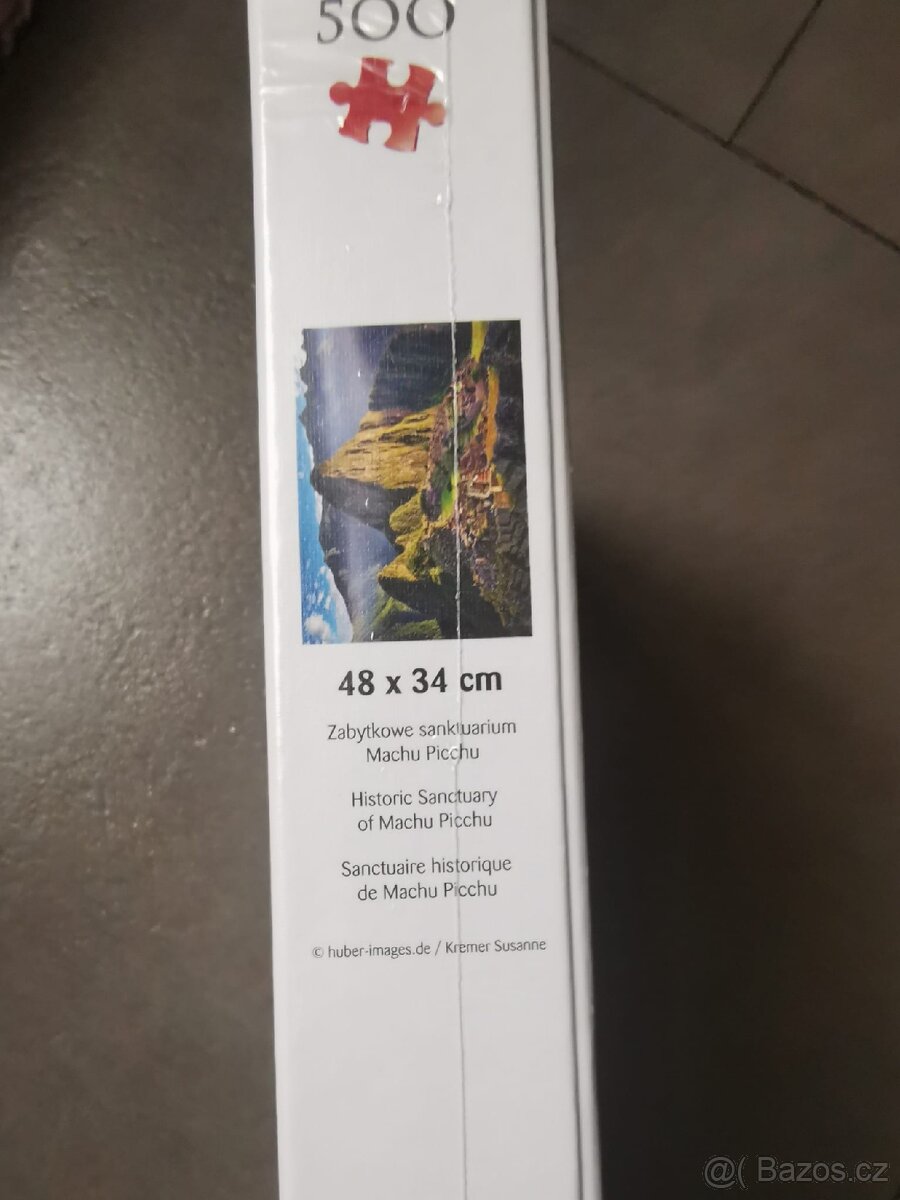 500
48 x 34 cm
Zabytkowe sanktuarium
Machu Picchu
Historic Sanctuary
of Machu Picchu
Sanctuaire historique
de Machu Picchu
© huber-images.de / Kremer Susanne
@( Bazos.cz